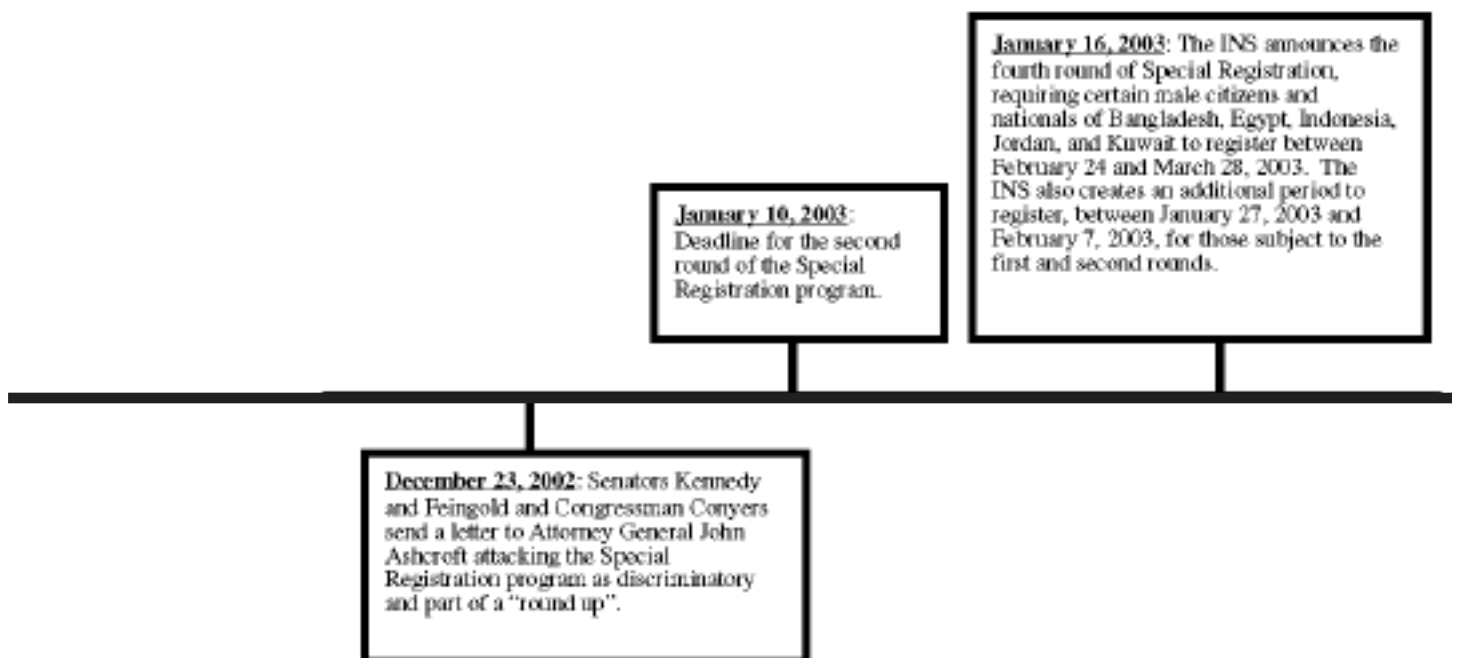 January 16, 2003: The INS announces the
fourth round of Special Registration,
requiring certain male citizens and
nationals of Bangladesh, Egypt, Indonesia,
Jordan, and Kuwait to register between
February 24 and March 28, 2003. The
INS also creates an additional period to
register, between January 27, 2003 and
February 7, 2003, for those subject to the
first and second rounds.
January 10, 2003:
Deadline for the second
round of the Special
Registration program.
December 23, 2002: Senators Kennedy
and Feingold and Congressman Conyers
send a letter to Attorney General John
Ashcroft attacking the Special
Registration program as discriminatory
and part of a “round up”.